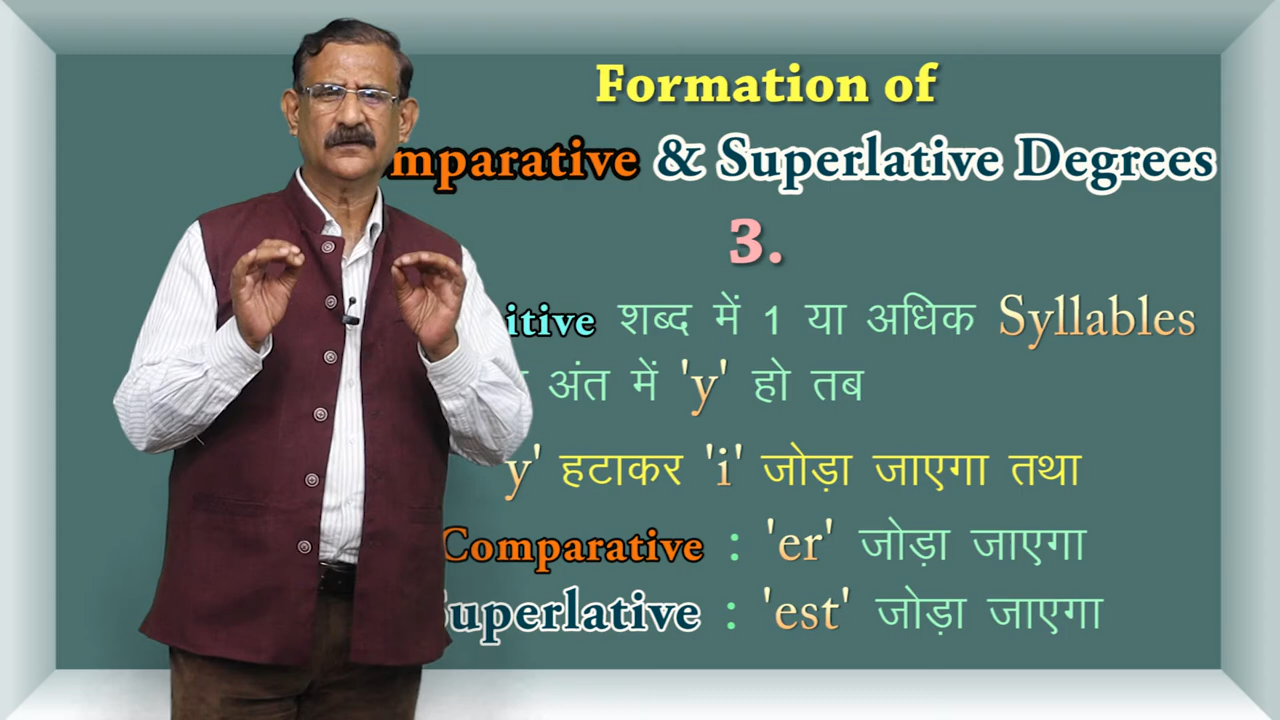 Formation of
mparative & Superlative Degrees
3.
itive शब्द में 1 या अधिक Syllables
अंत में 'y' हो तब
y' हटाकर 'i' जोड़ा जाएगा तथा
Comparative : 'er' जोड़ा जाएगा
uperlative : 'est' जोड़ा जाएगा